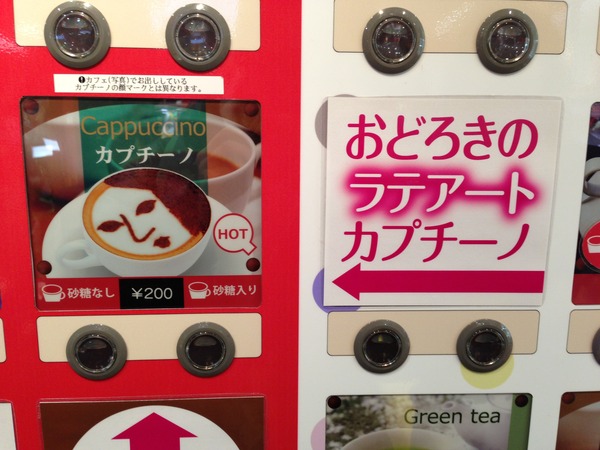 ❶カフェ(写真)でお出ししている
カプチーノの顔マークとは異なります。
Cappuccino
カプチーノ
HOT
砂糖なし
¥200
砂糖入り
おどろきの
ラテアート
カプチーノ
Green tea